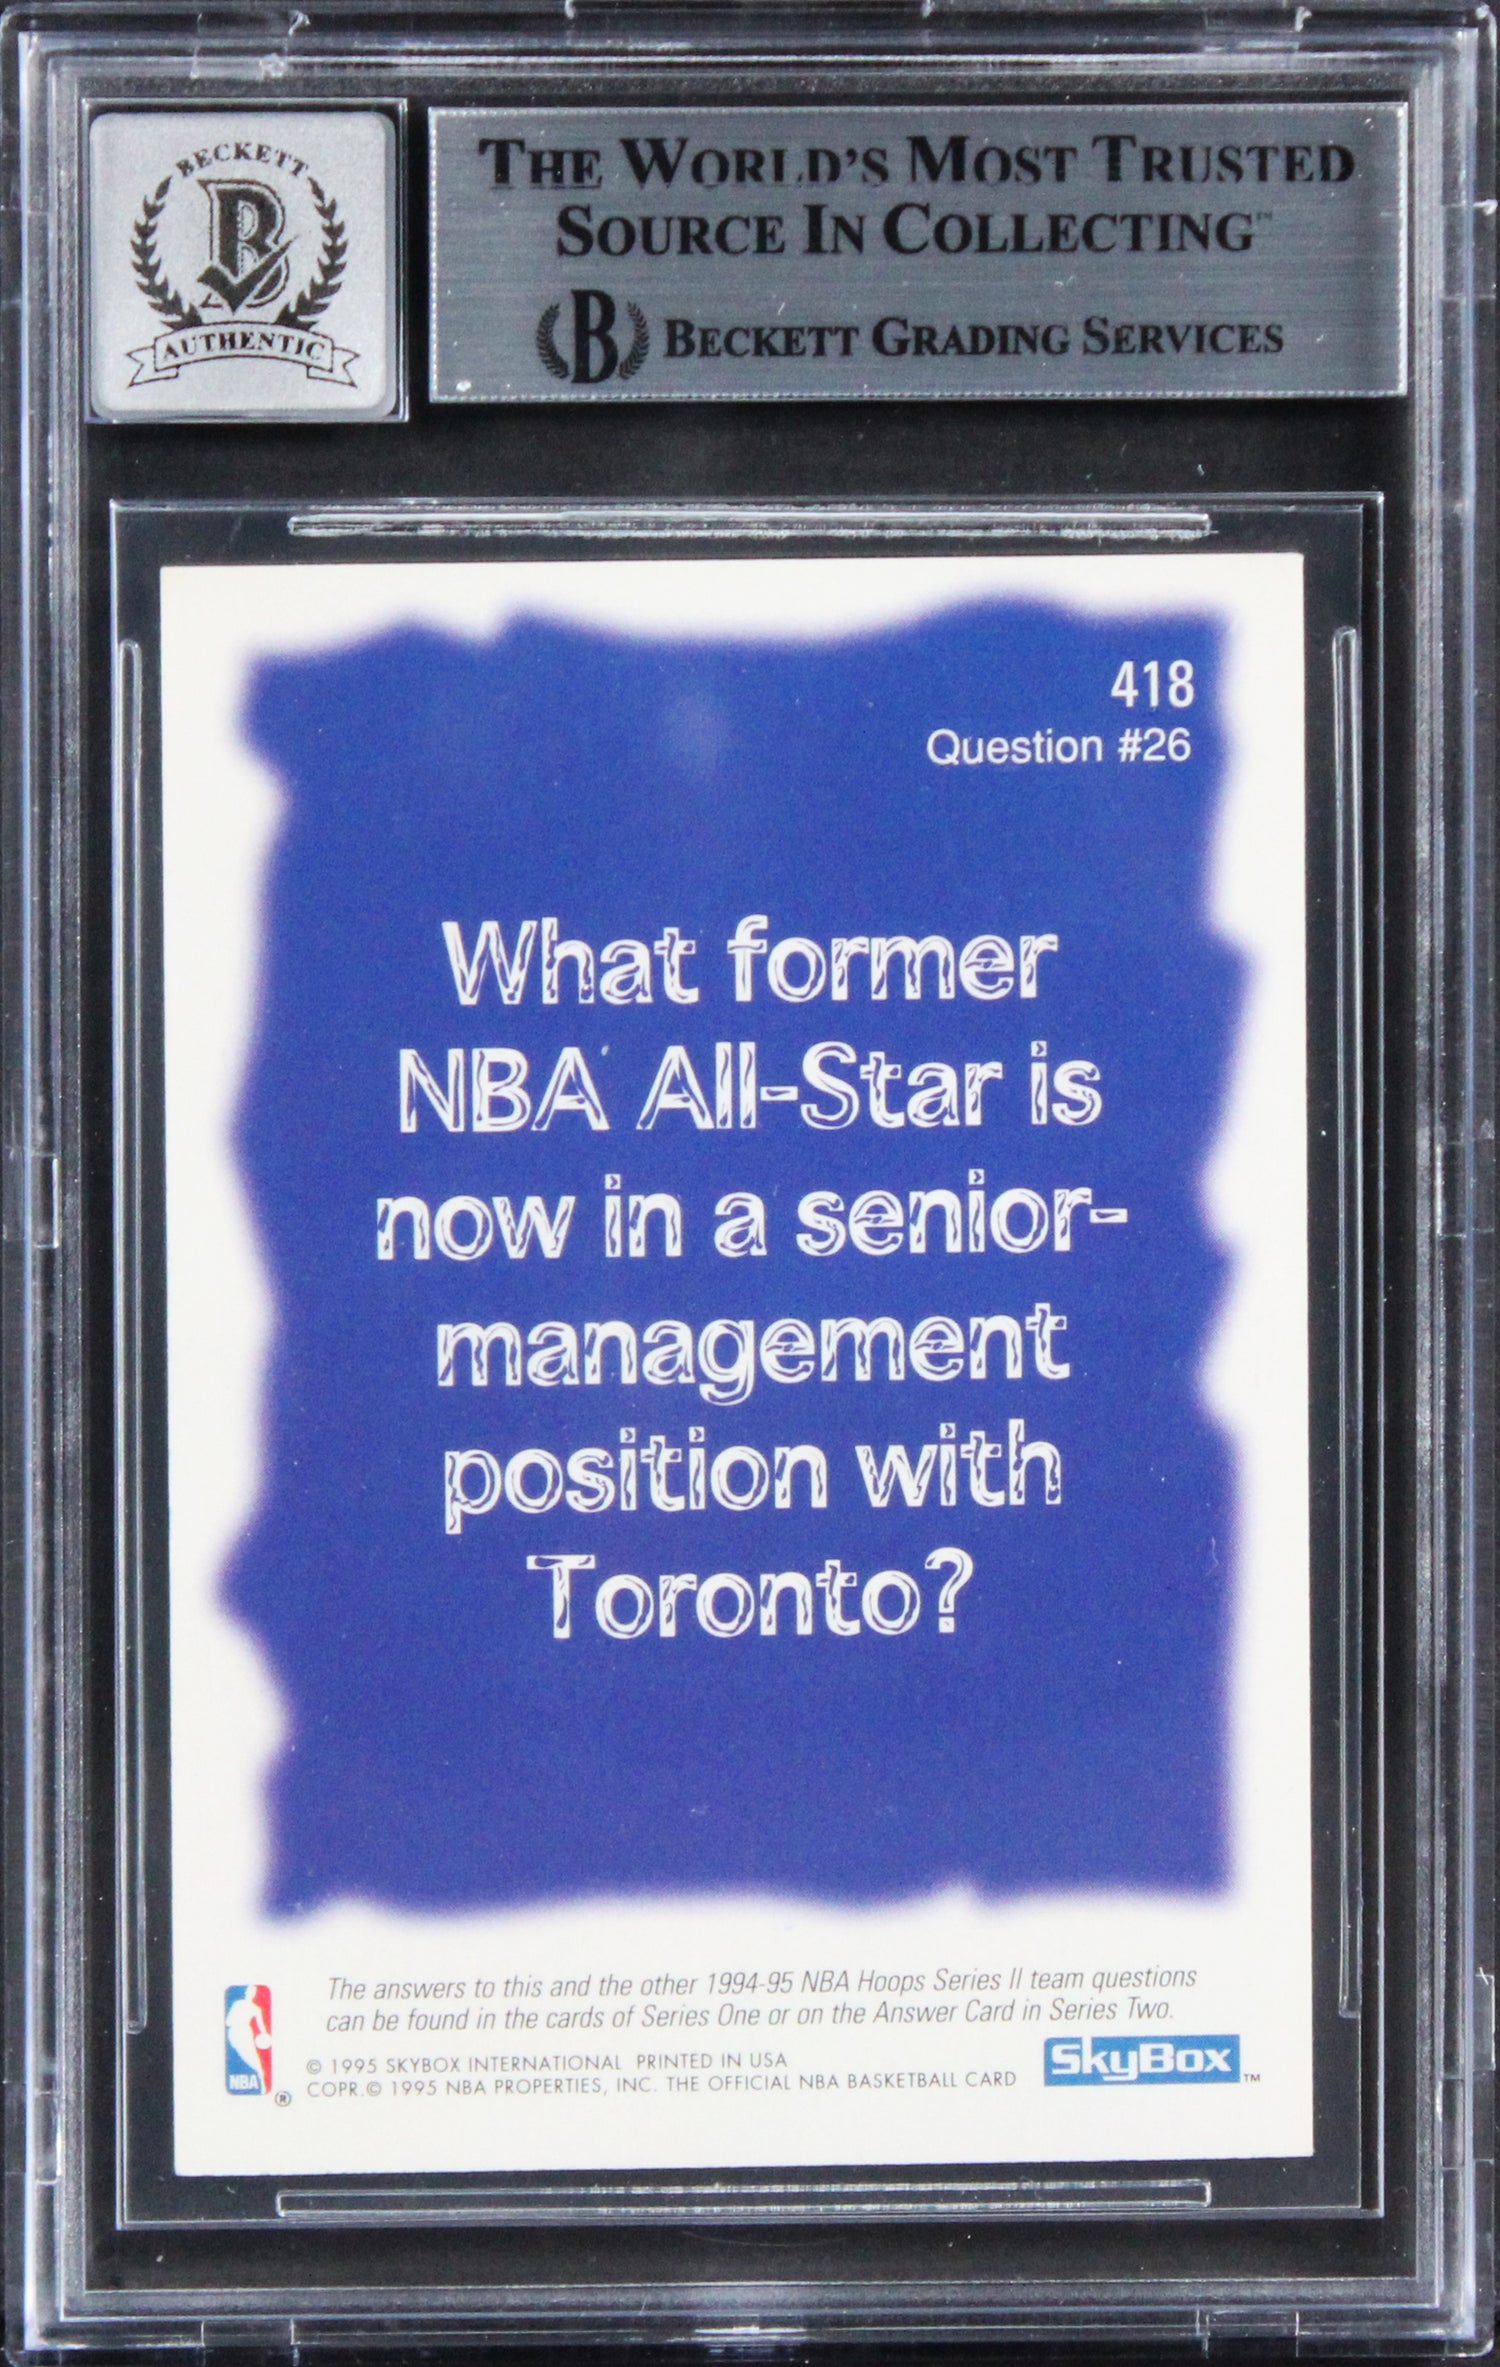 BECKETT
B
AUTHENTIC
THE WORLD'S MOST TRUSTED
SOURCE IN COLLECTING™
B BECKETT GRADING SERVICES
418
Question #26
What former
NBA All-Star is
now in a senior-
management
position with
Toronto?
The answers to this and the other 1994-95 NBA Hoops Series II team questions
can be found in the cards of Series One or on the Answer Card in Series Two.
© 1995 SKYBOX INTERNATIONAL PRINTED IN USA
COPR.© 1995 NBA PROPERTIES, INC. THE OFFICIAL NBA BASKETBALL CARD
NBA ®
SkyBox ™